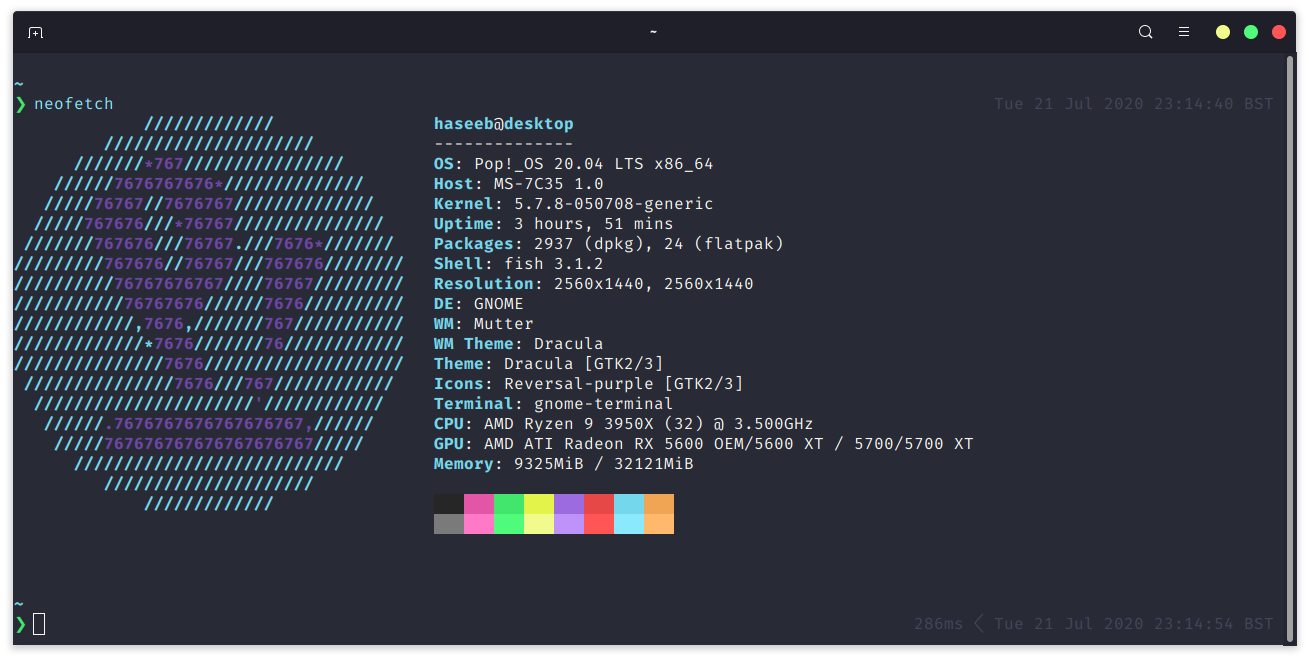 ~
~
❯ neofetch Tue 21 Jul 2020 23:14:40 BST
/////////////
/////////////////////
///////*767////////////////
//////7676767676*//////////////
/////76767//7676767//////////////
/////767676///*76767///////////////
///////767676///76767.///7676*///////
/////////767676//76767///767676////////
//////////76767676767////76767/////////
///////////76767676//////7676//////////
////////////,7676,///////767///////////
/////////////*7676///////76////////////
///////////////7676////////////////////
///////////////7676///767////////////
//////////////////////'////////////
//////.7676767676767676767,//////
/////767676767676767676767/////
///////////////////////////
/////////////////////
/////////////
haseeb@desktop
--------------
OS: Pop!_OS 20.04 LTS x86_64
Host: MS-7C35 1.0
Kernel: 5.7.8-050708-generic
Uptime: 3 hours, 51 mins
Packages: 2937 (dpkg), 24 (flatpak)
Shell: fish 3.1.2
Resolution: 2560x1440, 2560x1440
DE: GNOME
WM: Mutter
WM Theme: Dracula
Theme: Dracula [GTK2/3]
Icons: Reversal-purple [GTK2/3]
Terminal: gnome-terminal
CPU: AMD Ryzen 9 3950X (32) @ 3.500GHz
GPU: AMD ATI Radeon RX 5600 OEM/5600 XT / 5700/5700 XT
Memory: 9325MiB / 32121MiB
~
❯ 286ms < Tue 21 Jul 2020 23:14:54 BST